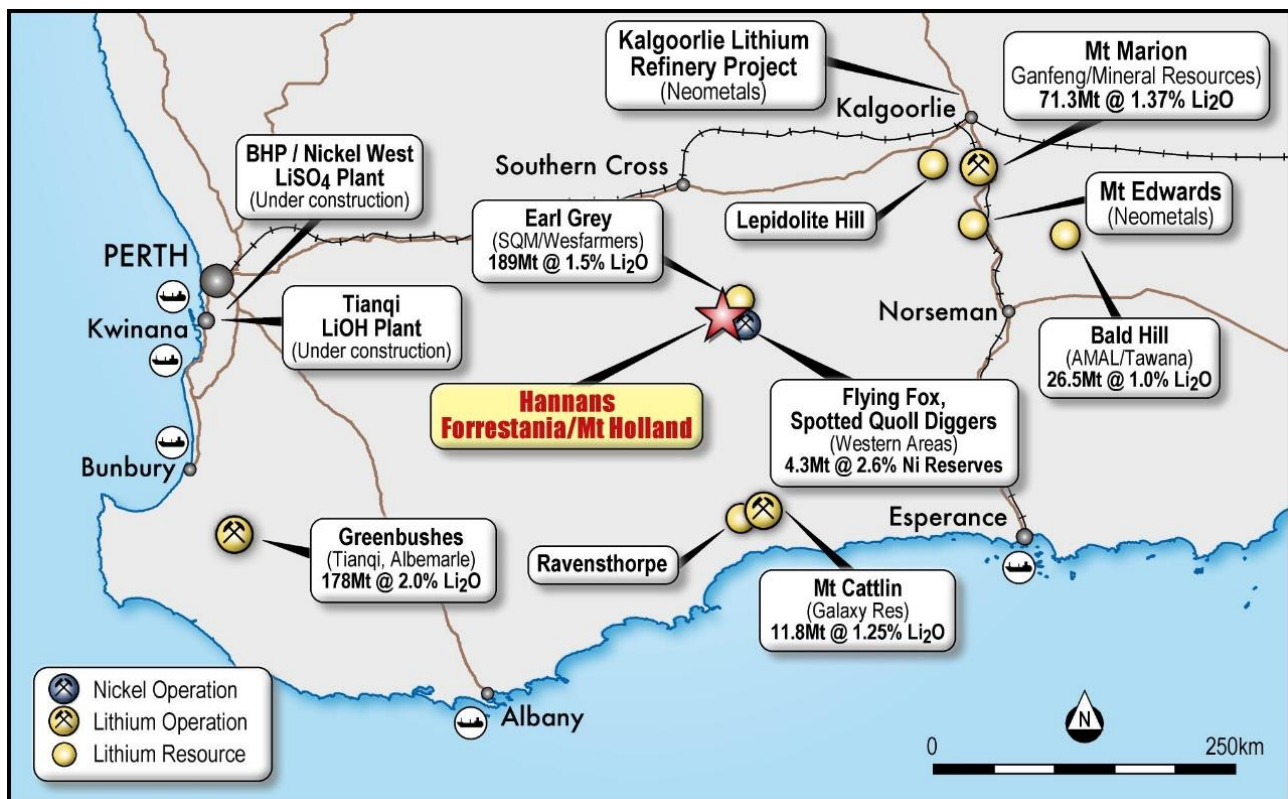 Kalgoorlie Lithium
Refinery Project
(Neometals)
Mt Marion
Ganfeng/Mineral Resources)
71.3Mt @ 1.37% Li₂O
Kalgoorlie
BHP / Nickel West
LiSO₄ Plant
(Under construction)
Southern Cross
Lepidolite Hill
Mt Edwards
(Neometals)
Earl Grey
(SQM/Wesfarmers)
189Mt @ 1.5% Li₂O
PERTH
Kwinana
Tianqi
LiOH Plant
(Under construction)
Norseman
Bald Hill
(AMAL/Tawana)
26.5Mt @ 1.0% Li₂O
Hannans
Forrestania/Mt Holland
Flying Fox,
Spotted Quoll Diggers
(Western Areas)
4.3Mt @ 2.6% Ni Reserves
Bunbury
Greenbushes
(Tianqi, Albemarle)
178Mt @ 2.0% Li₂O
Ravensthorpe
Esperance
Mt Cattlin
(Galaxy Res)
11.8Mt @ 1.25% Li₂O
Nickel Operation
Lithium Operation
Lithium Resource
Albany
N
0 250km